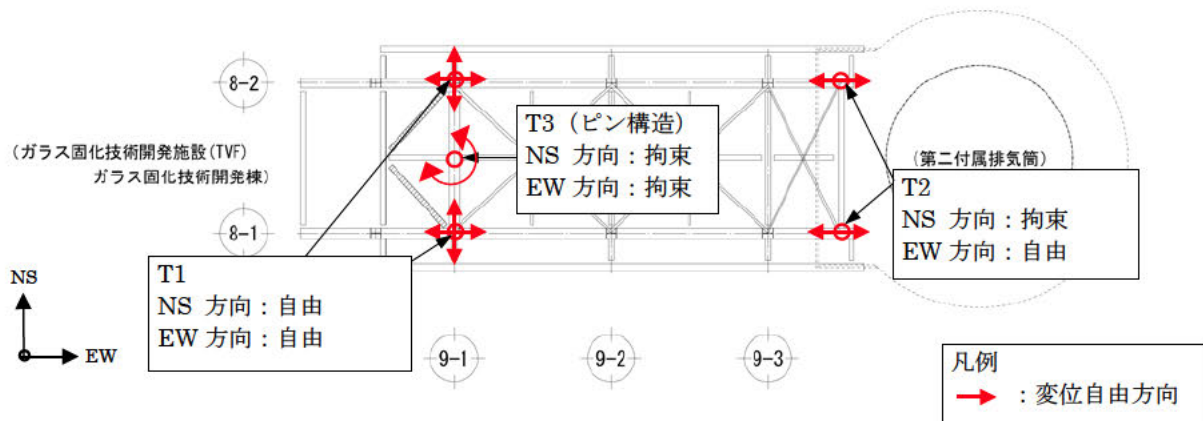 8-2
T3（ピン構造）
NS 方向：拘束
EW 方向：拘束
(ガラス固化技術開発施設(TVF)
ガラス固化技術開発棟)
(第二付属排気筒)
T2
NS 方向：拘束
EW 方向：自由
8-1
T1
NS 方向：自由
EW 方向：自由
NS
EW
9-1
9-2
9-3
凡例
：変位自由方向